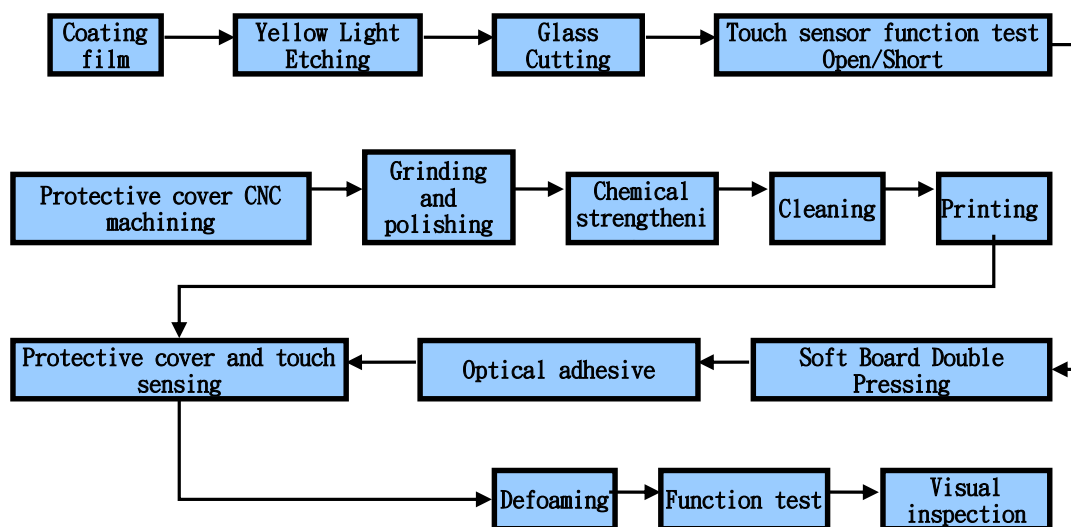 Coating
film
Yellow Light
Etching
Glass
Cutting
Touch sensor function test
Open/Short
Protective cover CNC
machining
Grinding
and
polishing
Chemical
strengtheni
Cleaning
Printing
Protective cover and touch
sensing
Optical adhesive
Soft Board Double
Pressing
Defoaming
Function test
Visual
inspection